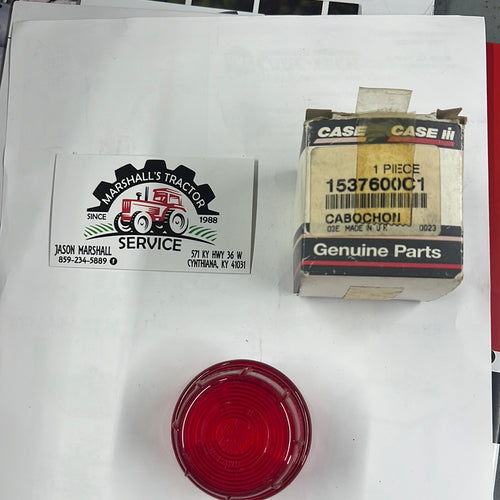 MARSHALL'S TRACTOR
SINCE 1988
SERVICE
JASON MARSHALL
859-234-5889
571 KY HWY 36 W
CYNTHIANA, KY 41031
CASE CASE IH
1 PIECE
1537600C1
CABOCHON
03E MADE IN U K 0023
Genuine Parts